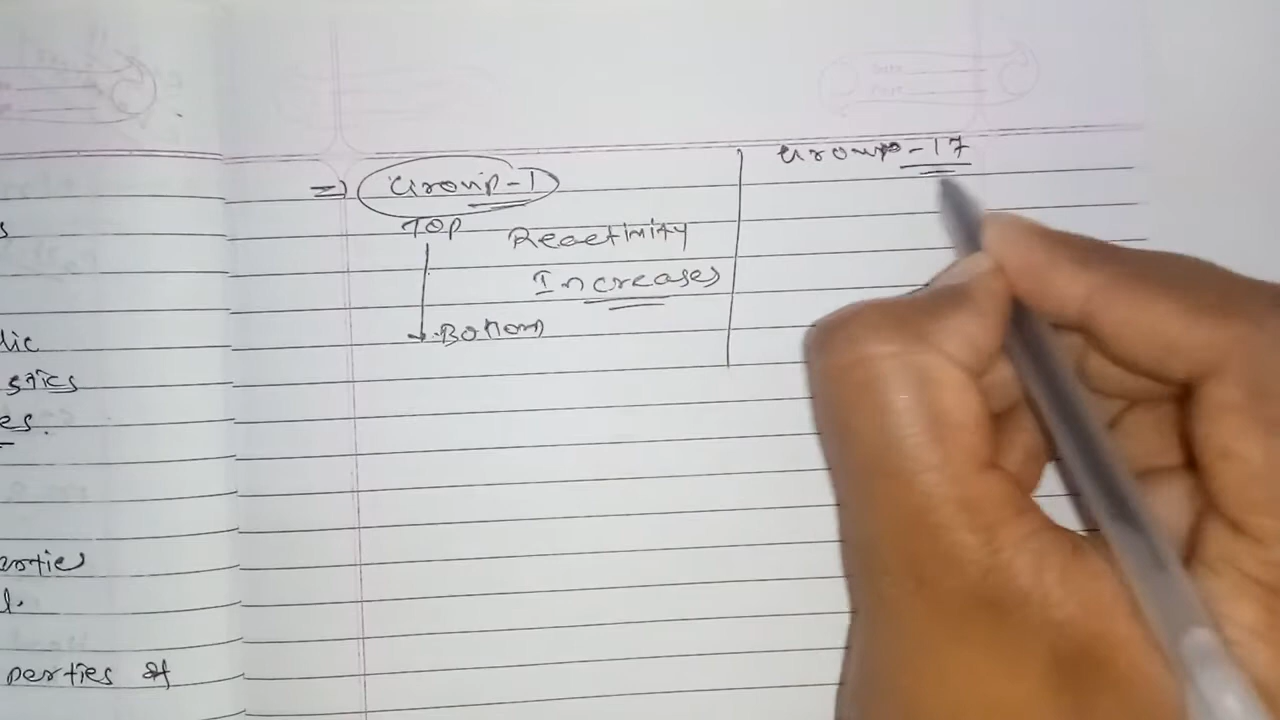 =) Group-1
TOP
Reactivity
Increases
Bottom
Group-17
s
lic
stics
es.
ortie
l.
perties of